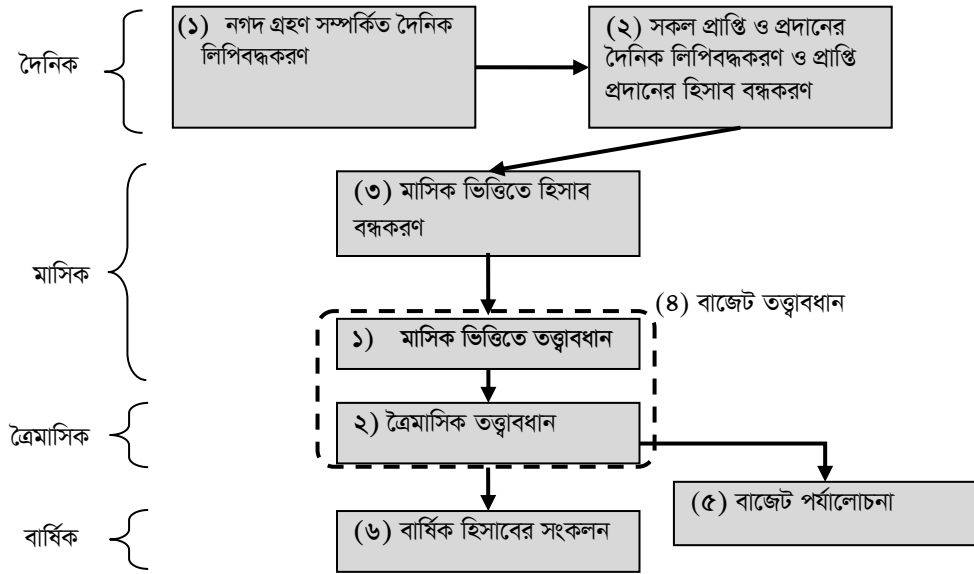 দৈনিক
(১) নগদ গ্রহণ সম্পর্কিত দৈনিক
লিপিবদ্ধকরণ
(২) সকল প্রাপ্তি ও প্রদানের
দৈনিক লিপিবদ্ধকরণ ও প্রাপ্তি
প্রদানের হিসাব বন্ধকরণ
মাসিক
(৩) মাসিক ভিত্তিতে হিসাব
বন্ধকরণ
(৪) বাজেট তত্ত্বাবধান
১) মাসিক ভিত্তিতে তত্ত্বাবধান
ত্রৈমাসিক
২) ত্রৈমাসিক তত্ত্বাবধান
(৫) বাজেট পর্যালোচনা
বার্ষিক
(৬) বার্ষিক হিসাবের সংকলন